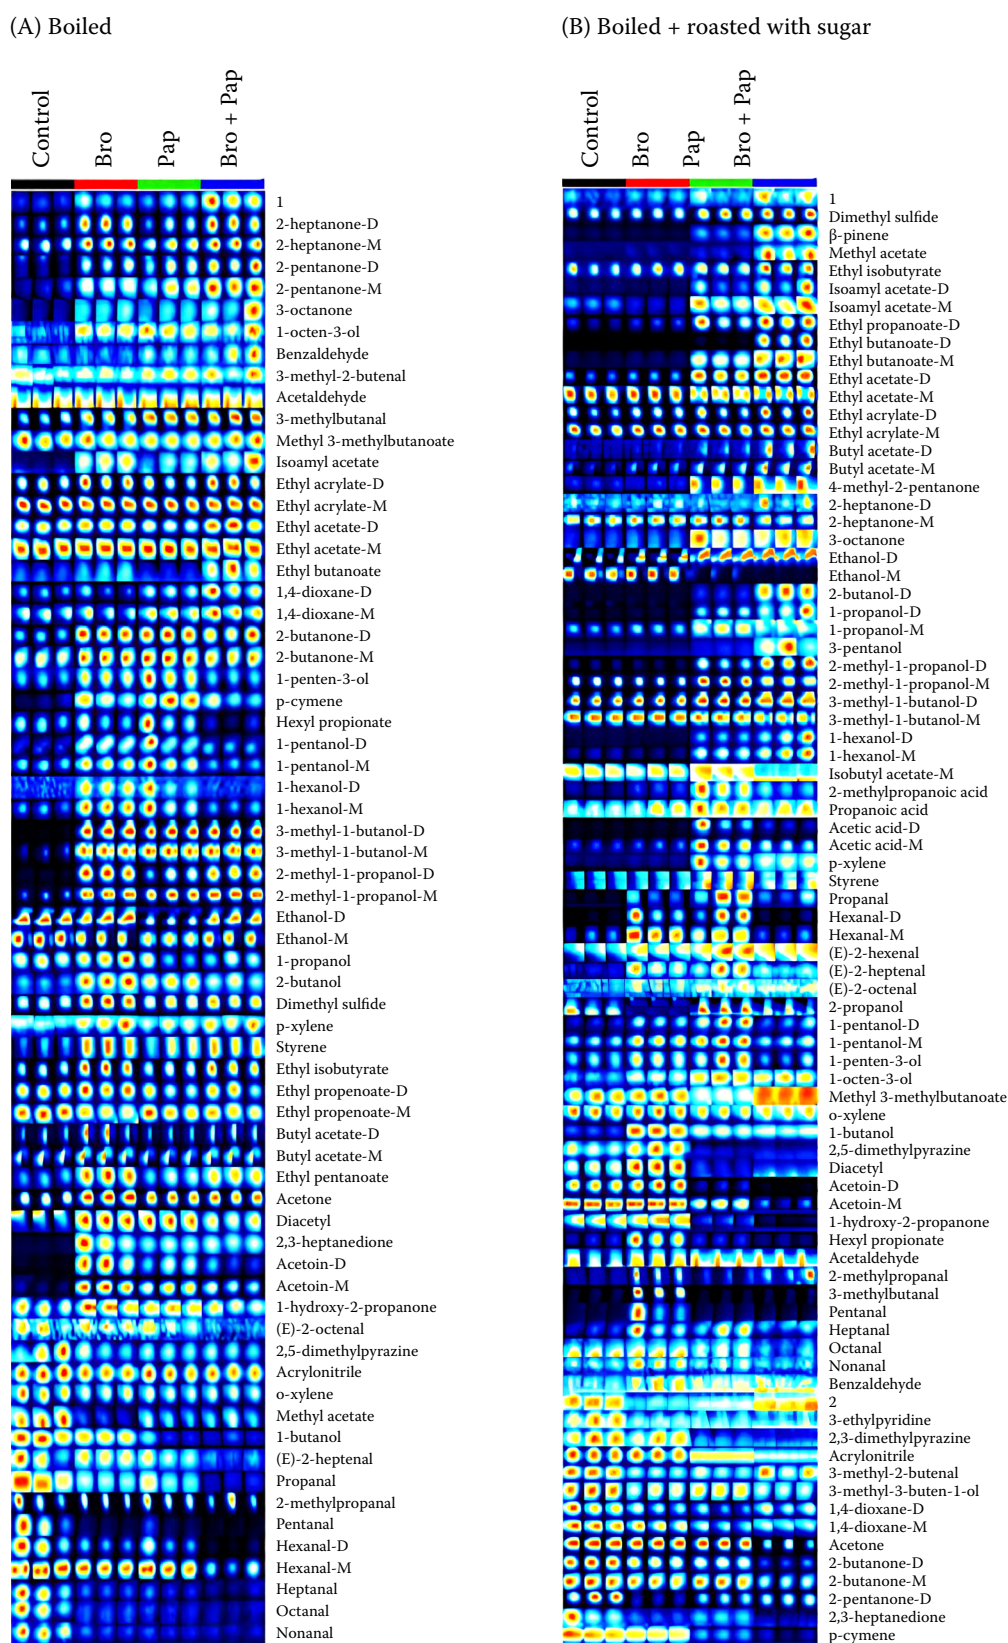 (A) Boiled
Control
Bro
Pap
Bro + Pap
1
2-heptanone-D
2-heptanone-M
2-pentanone-D
2-pentanone-M
3-octanone
1-octen-3-ol
Benzaldehyde
3-methyl-2-butenal
Acetaldehyde
3-methylbutanal
Methyl 3-methylbutanoate
Isoamyl acetate
Ethyl acrylate-D
Ethyl acrylate-M
Ethyl acetate-D
Ethyl acetate-M
Ethyl butanoate
1,4-dioxane-D
1,4-dioxane-M
2-butanone-D
2-butanone-M
1-penten-3-ol
p-cymene
Hexyl propionate
1-pentanol-D
1-pentanol-M
1-hexanol-D
1-hexanol-M
3-methyl-1-butanol-D
3-methyl-1-butanol-M
2-methyl-1-propanol-D
2-methyl-1-propanol-M
Ethanol-D
Ethanol-M
1-propanol
2-butanol
Dimethyl sulfide
p-xylene
Styrene
Ethyl isobutyrate
Ethyl propenoate-D
Ethyl propenoate-M
Butyl acetate-D
Butyl acetate-M
Ethyl pentanoate
Acetone
Diacetyl
2,3-heptanedione
Acetoin-D
Acetoin-M
1-hydroxy-2-propanone
(E)-2-octenal
2,5-dimethylpyrazine
Acrylonitrile
o-xylene
Methyl acetate
1-butanol
(E)-2-heptenal
Propanal
2-methylpropanal
Pentanal
Hexanal-D
Hexanal-M
Heptanal
Octanal
Nonanal
(B) Boiled + roasted with sugar
Control
Bro
Pap
Bro + Pap
1
Dimethyl sulfide
β-pinene
Methyl acetate
Ethyl isobutyrate
Isoamyl acetate-D
Isoamyl acetate-M
Ethyl propanoate-D
Ethyl butanoate-D
Ethyl butanoate-M
Ethyl acetate-D
Ethyl acetate-M
Ethyl acrylate-D
Ethyl acrylate-M
Butyl acetate-D
Butyl acetate-M
4-methyl-2-pentanone
2-heptanone-D
2-heptanone-M
3-octanone
Ethanol-D
Ethanol-M
2-butanol-D
1-propanol-D
1-propanol-M
3-pentanol
2-methyl-1-propanol-D
2-methyl-1-propanol-M
3-methyl-1-butanol-D
3-methyl-1-butanol-M
1-hexanol-D
1-hexanol-M
Isobutyl acetate-M
2-methylpropanoic acid
Propanoic acid
Acetic acid-D
Acetic acid-M
p-xylene
Styrene
Propanal
Hexanal-D
Hexanal-M
(E)-2-hexenal
(E)-2-heptenal
(E)-2-octenal
2-propanol
1-pentanol-D
1-pentanol-M
1-penten-3-ol
1-octen-3-ol
Methyl 3-methylbutanoate
o-xylene
1-butanol
2,5-dimethylpyrazine
Diacetyl
Acetoin-D
Acetoin-M
1-hydroxy-2-propanone
Hexyl propionate
Acetaldehyde
2-methylpropanal
3-methylbutanal
Pentanal
Heptanal
Octanal
Nonanal
Benzaldehyde
2
3-ethylpyridine
2,3-dimethylpyrazine
Acrylonitrile
3-methyl-2-butenal
3-methyl-3-buten-1-ol
1,4-dioxane-D
1,4-dioxane-M
Acetone
2-butanone-D
2-butanone-M
2-pentanone-D
2,3-heptanedione
p-cymene